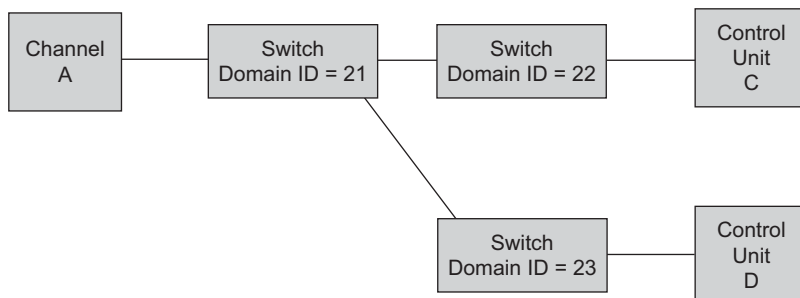 Channel
A
Switch
Domain ID = 21
Switch
Domain ID = 22
Control
Unit
C
Switch
Domain ID = 23
Control
Unit
D